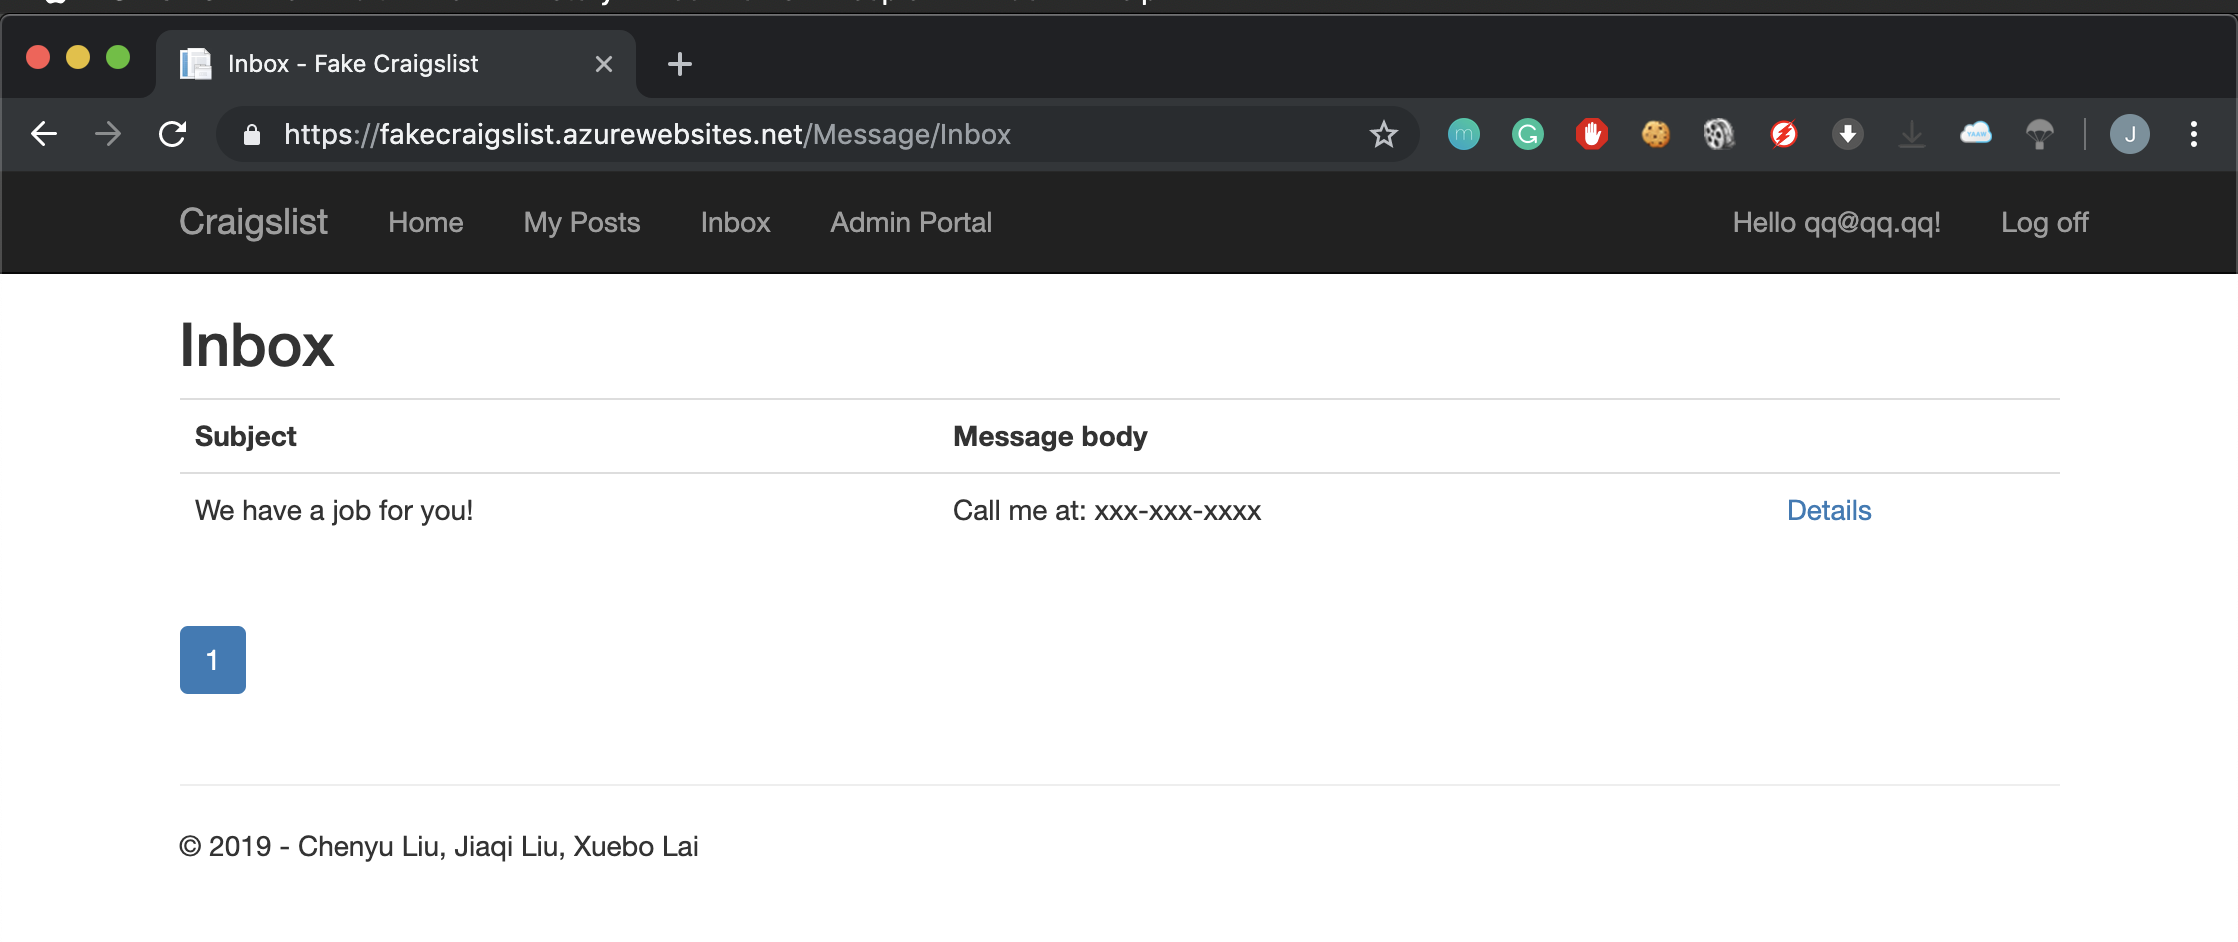 Inbox - Fake Craigslist
https://fakecraigslist.azurewebsites.net/Message/Inbox
J
Craigslist Home My Posts Inbox Admin Portal Hello qq@qq.qq! Log off
Inbox
Subject Message body
We have a job for you! Call me at: xxx-xxx-xxxx Details
1
© 2019 - Chenyu Liu, Jiaqi Liu, Xuebo Lai